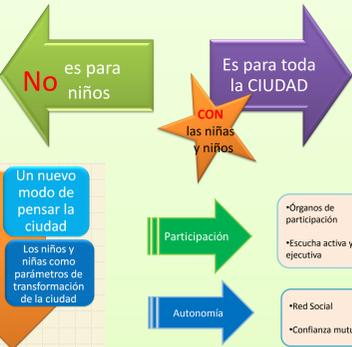 No es para
niños
Es para toda
la CIUDAD
CON
las niñas
y niños
Un nuevo
modo de
pensar la
ciudad
Los niños y
niñas como
parámetros de
transformación
de la ciudad
Participación
•Órganos de
participación
•Escucha activa y
ejecutiva
Autonomía
•Red Social
•Confianza mutu